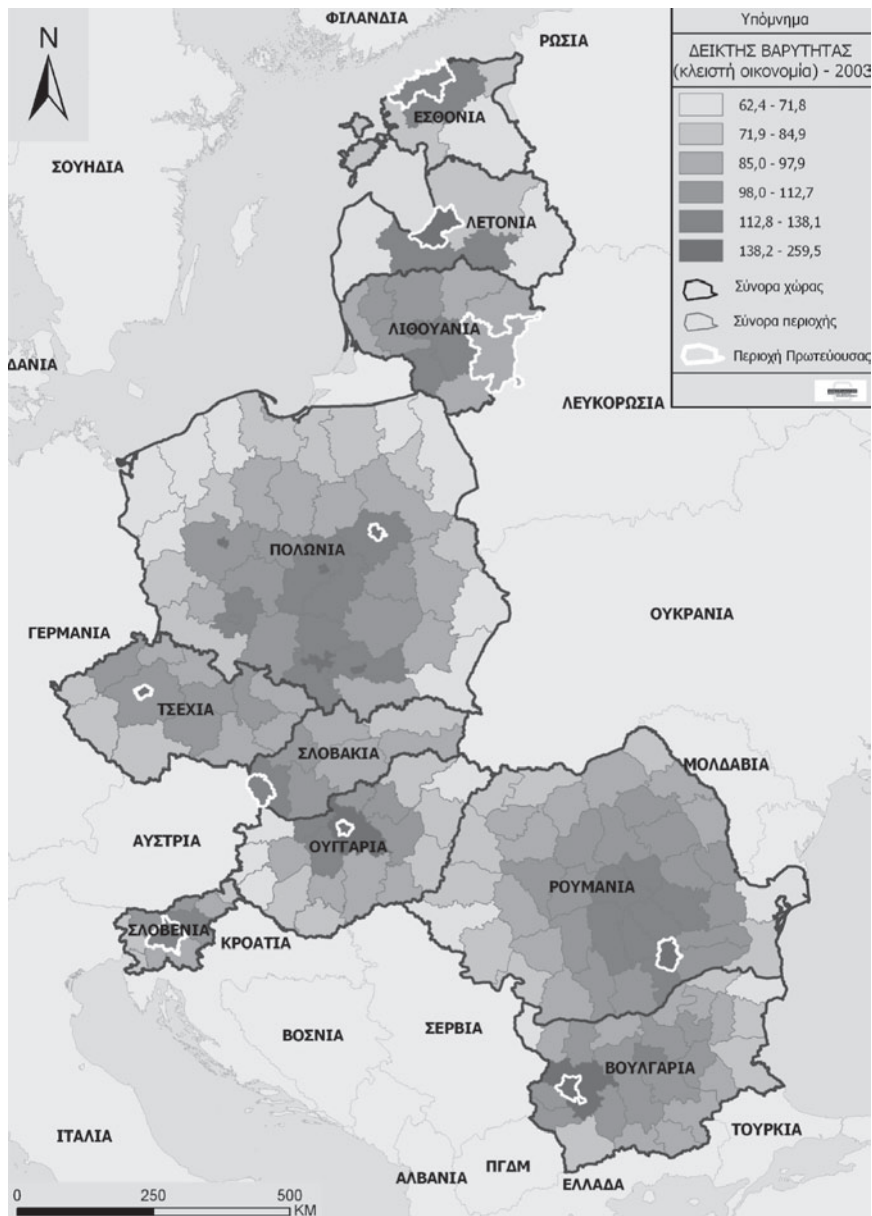 ΦΙΛΑΝΔΙΑ
ΡΩΣΙΑ
N
ΕΣΘΟΝΙΑ
ΣΟΥΗΔΙΑ
ΛΕΤΟΝΙΑ
ΛΙΘΟΥΑΝΙΑ
ΔΑΝΙΑ
ΛΕΥΚΟΡΩΣΙΑ
ΠΟΛΩΝΙΑ
ΟΥΚΡΑΝΙΑ
ΓΕΡΜΑΝΙΑ
ΤΣΕΧΙΑ
ΣΛΟΒΑΚΙΑ
ΜΟΛΔΑΒΙΑ
ΑΥΣΤΡΙΑ
ΟΥΓΓΑΡΙΑ
ΡΟΥΜΑΝΙΑ
ΣΛΟΒΕΝΙΑ
ΚΡΟΑΤΙΑ
ΒΟΣΝΙΑ
ΣΕΡΒΙΑ
ΒΟΥΛΓΑΡΙΑ
ΙΤΑΛΙΑ
ΤΟΥΡΚΙΑ
ΑΛΒΑΝΙΑ
ΠΓΔΜ
ΕΛΛΑΔΑ
0 250 500
KM
Υπόμνημα
ΔΕΙΚΤΗΣ ΒΑΡΥΤΗΤΑΣ
(κλειστή οικονομία) - 2003
62,4 - 71,8
71,9 - 84,9
85,0 - 97,9
98,0 - 112,7
112,8 - 138,1
138,2 - 259,5
Σύνορα χώρας
Σύνορα περιοχής
Περιοχή Πρωτεύουσας